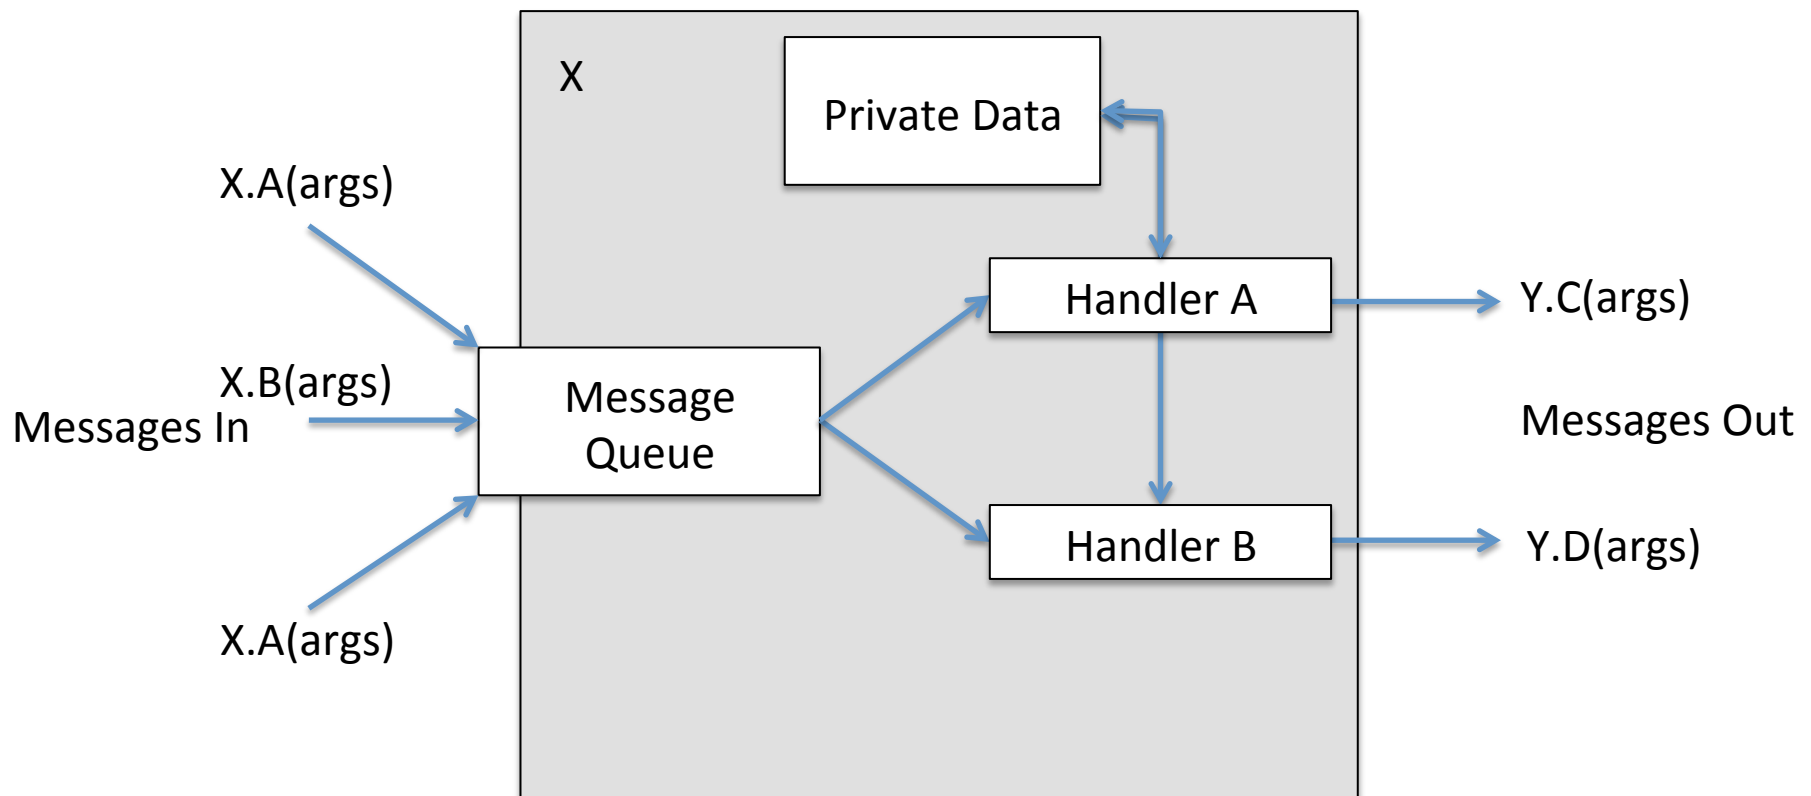 X
Private Data
X.A(args)
Handler A
Y.C(args)
X.B(args)
Messages In
Message
Queue
Messages Out
Handler B
Y.D(args)
X.A(args)